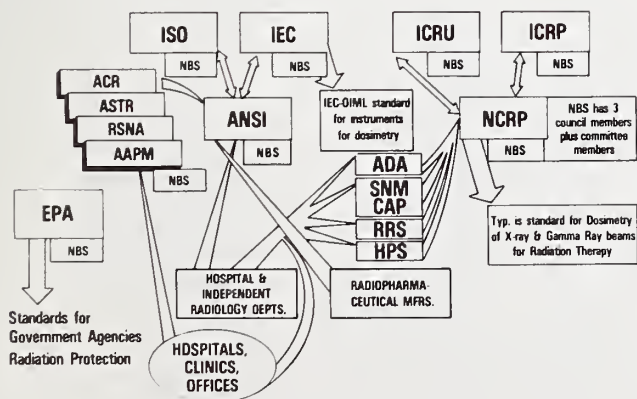 ISO
NBS
IEC
NBS
ICRU
NBS
ICRP
NBS
ACR
ASTR
RSNA
AAPM
NBS
ANSI
NBS
IEC-OIML standard
for instruments
for dosimetry
NCRP
NBS
NBS has 3
council members
plus committee
members
ADA
SNM
CAP
RRS
HPS
EPA
NBS
Typ. is standard for Dosimetry
of X-ray & Gamma Ray beams
for Radiation Therapy
HOSPITAL &
INDEPENDENT
RADIOLOGY DEPTS.
RADIOPHARMA-
CEUTICAL MFRS.
Standards for
Government Agencies
Radiation Protection
HOSPITALS,
CLINICS,
OFFICES